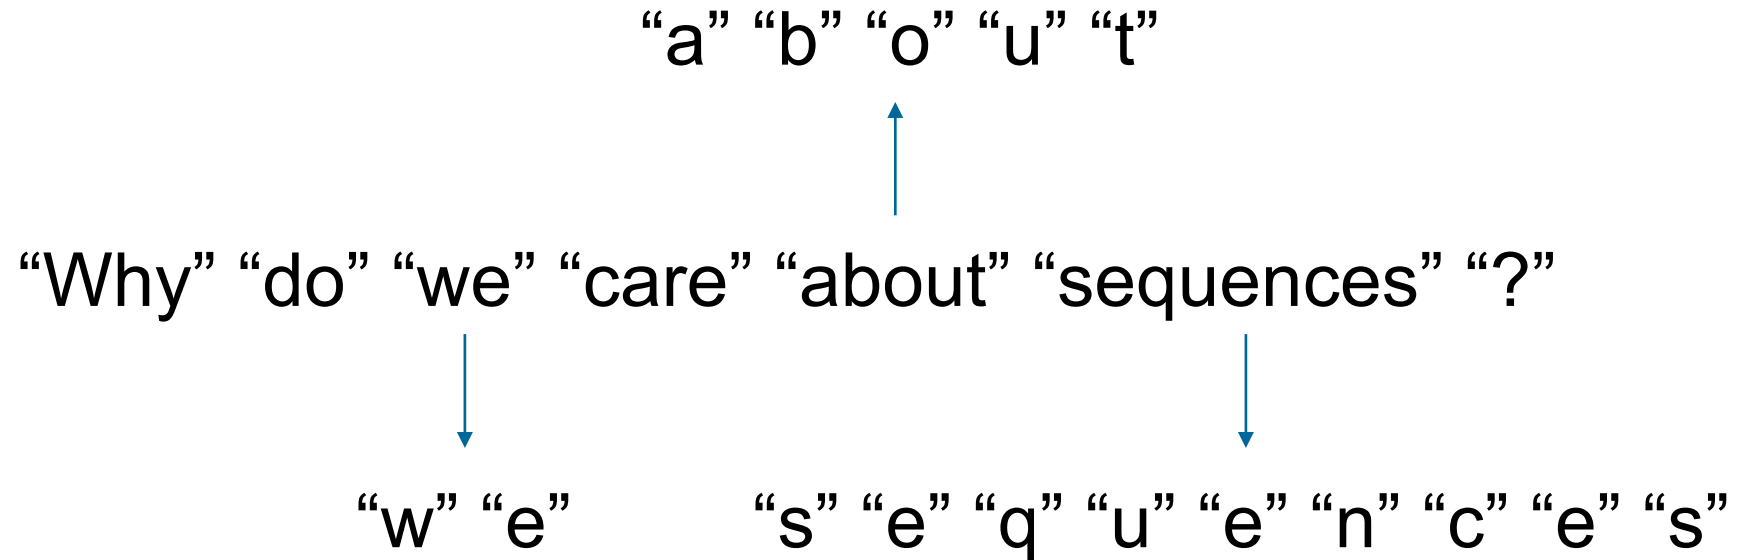 “a” “b” “o” “u” “t”
“Why” “do” “we” “care” “about” “sequences” “?”
“w” “e” “s” “e” “q” “u” “e” “n” “c” “e” “s”